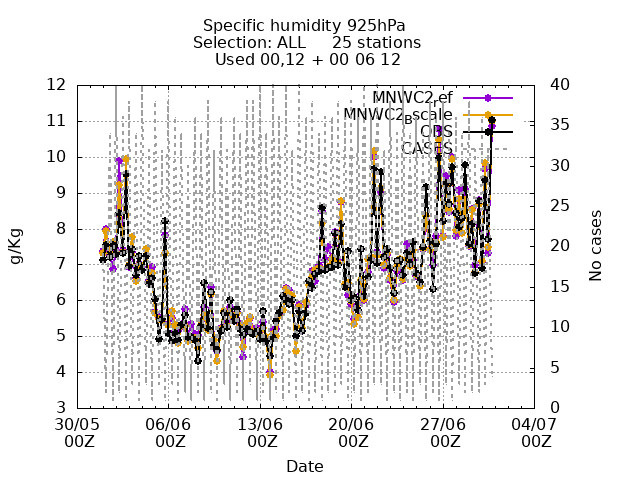 Specific humidity 925hPa
Selection: ALL 25 stations
Used 00,12 + 00 06 12
g/Kg
12
11
10
9
8
7
6
5
4
3
40
35
30
25
20
15
10
5
0
No cases
MNWC2ref
MNWC2Bscale
OBS
CASES
30/05 06/06 13/06 20/06 27/06 04/07
00Z 00Z 00Z 00Z 00Z 00Z
Date